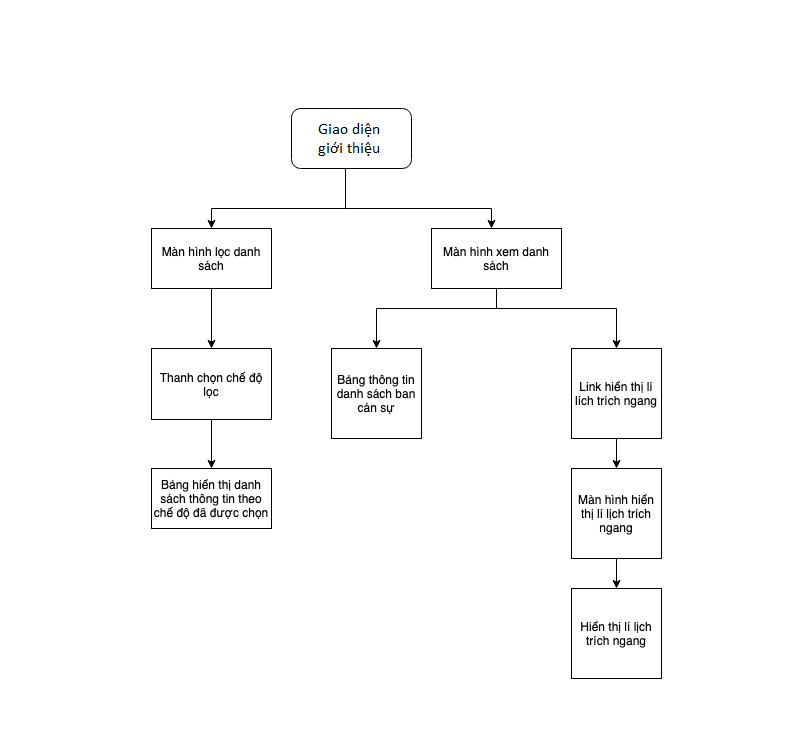 Giao diện
giới thiệu
Màn hình lọc danh
sách
Màn hình xem danh
sách
Thanh chọn chế độ
lọc
Bảng thông tin
danh sách ban
cán sự
Link hiển thị lí
lích trích ngang
Bảng hiển thị danh
sách thông tin theo
chế độ đã được chọn
Màn hình hiển
thị lí lịch trích
ngang
Hiển thị lí lịch
trích ngang